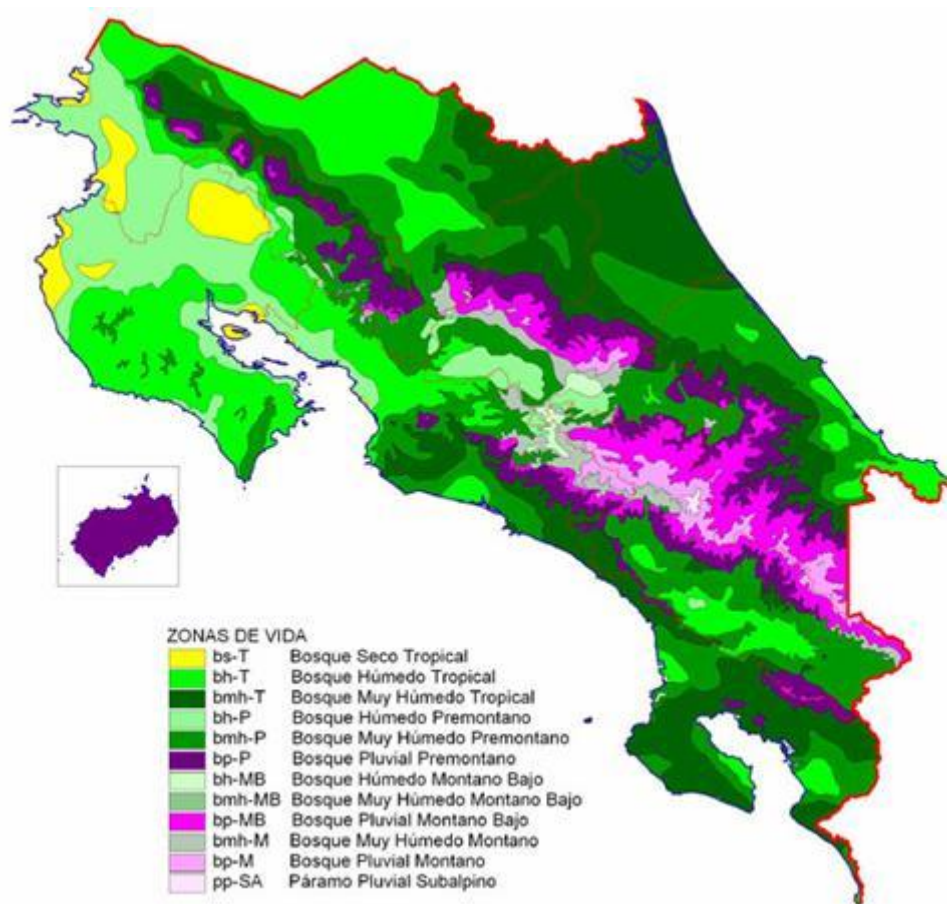 ZONAS DE VIDA
bs-T Bosque Seco Tropical
bh-T Bosque Húmedo Tropical
bmh-T Bosque Muy Húmedo Tropical
bh-P Bosque Húmedo Premontano
bmh-P Bosque Muy Húmedo Premontano
bp-P Bosque Pluvial Premontano
bh-MB Bosque Húmedo Montano Bajo
bmh-MB Bosque Muy Húmedo Montano Bajo
bp-MB Bosque Pluvial Montano Bajo
bmh-M Bosque Muy Húmedo Montano
bp-M Bosque Pluvial Montano
pp-SA Páramo Pluvial Subalpino